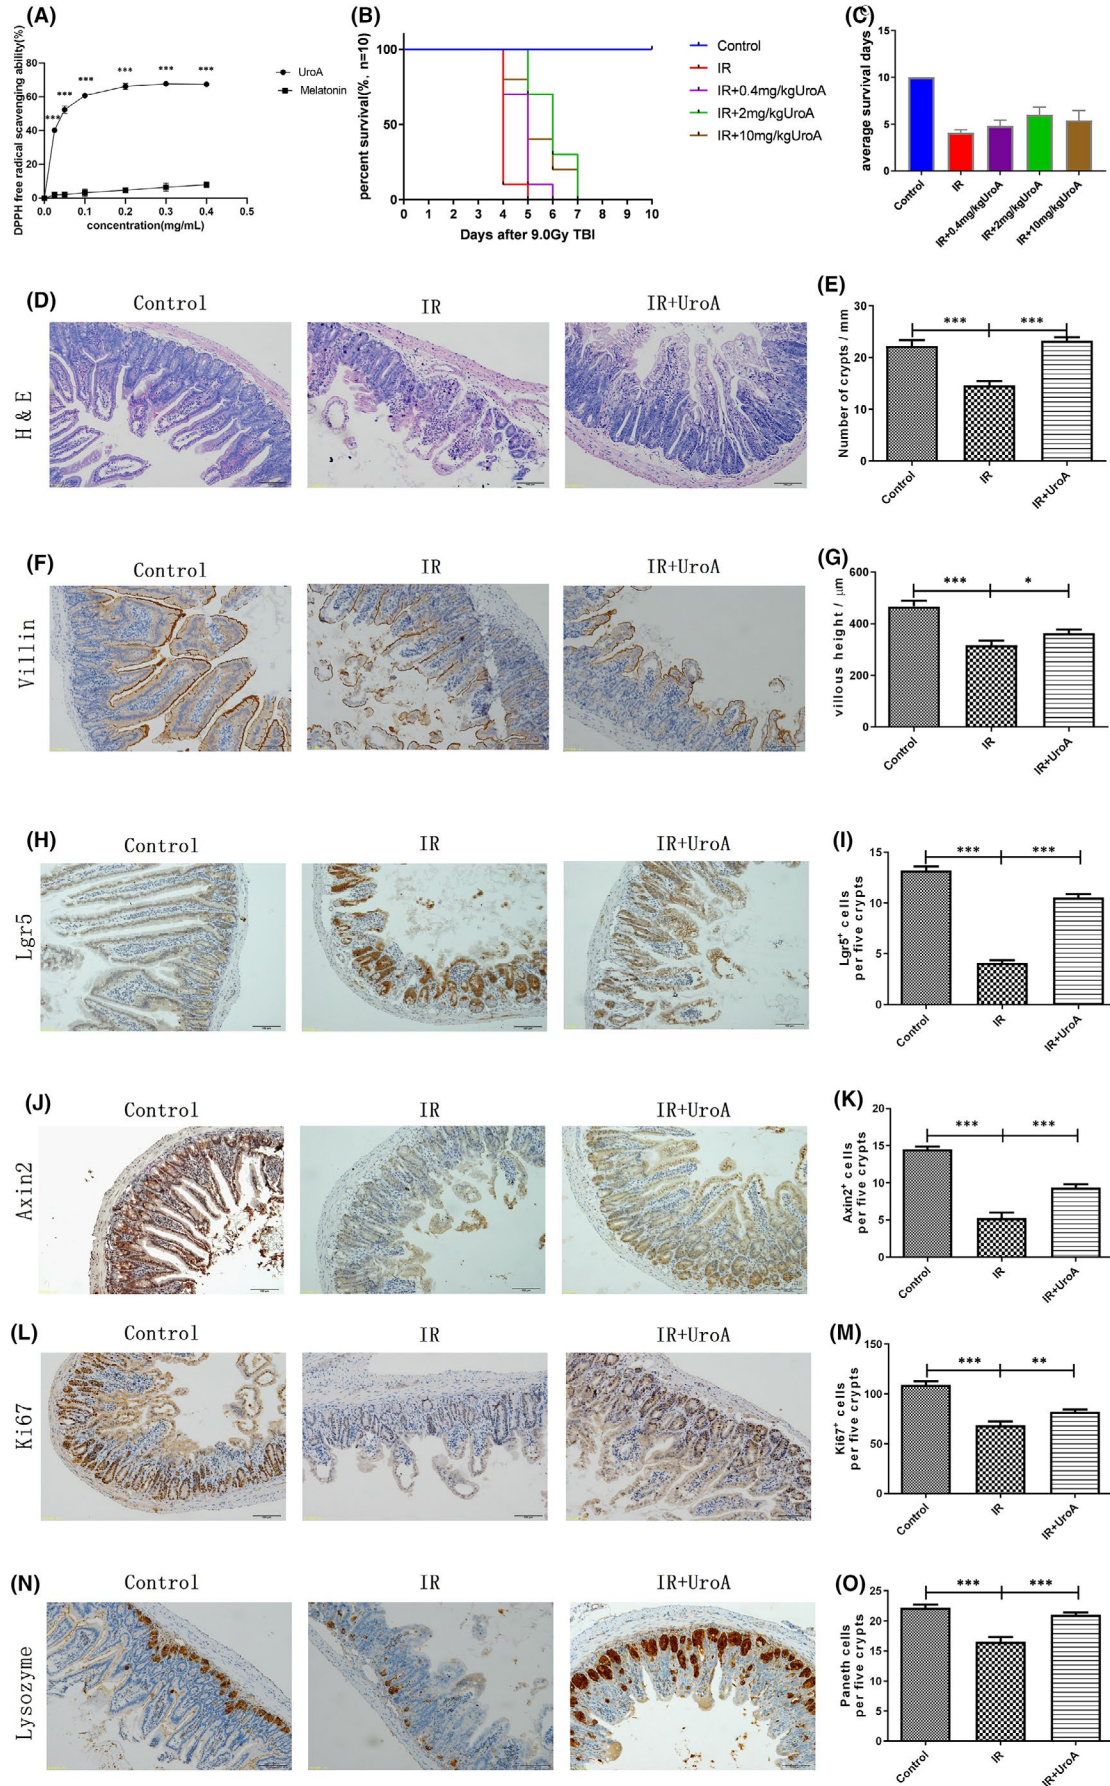 (A)
DPPH free radical scavenging ability(%)
80
60
40
20
0
***
***
***
***
***
***
0.0
0.1
0.2
0.3
0.4
0.5
concentration(mg/mL)
UroA
Melatonin
(B)
percent survival(%, n=10)
100
50
0
0
1
2
3
4
5
6
7
8
9
10
Days after 9.0Gy TBI
Control
IR
IR+0.4mg/kgUroA
IR+2mg/kgUroA
IR+10mg/kgUroA
(C)
average survival days
15
10
5
0
Control
IR
IR+0.4mg/kgUroA
IR+2mg/kgUroA
IR+10mg/kgUroA
(D)
Control
IR
IR+UroA
H&E
(E)
Number of crypts / mm
30
20
10
0
***
***
Control
IR
IR+UroA
(F)
Control
IR
IR+UroA
Villin
(G)
villous height / μm
600
400
200
0
***
*
Control
IR
IR+UroA
(H)
Control
IR
IR+UroA
Lgr5
(I)
Lgr5+ cells
per five crypts
15
10
5
0
***
***
Control
IR
IR+UroA
(J)
Control
IR
IR+UroA
Axin2
(K)
Axin2+ cells
per five crypts
20
15
10
5
0
***
***
Control
IR
IR+UroA
(L)
Control
IR
IR+UroA
Ki67
(M)
Ki67+ cells
per five crypts
150
100
50
0
***
**
Control
IR
IR+UroA
(N)
Control
IR
IR+UroA
Lysozyme
(O)
Paneth cells
per five crypts
25
20
15
10
5
0
***
***
Control
IR
IR+UroA